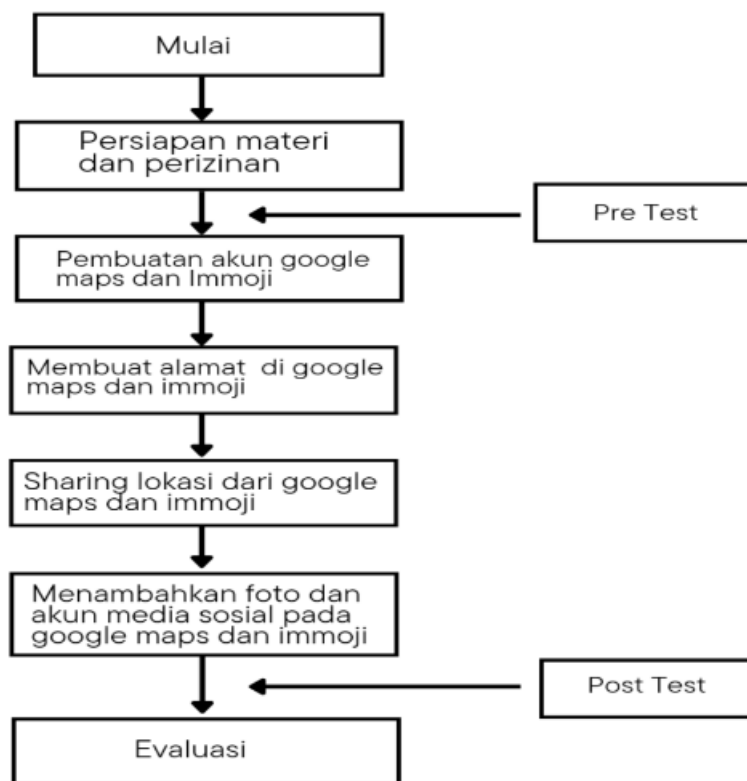 Mulai
Persiapan materi
dan perizinan
Pre Test
Pembuatan akun google
maps dan Immoji
Membuat alamat di google
maps dan immoji
Sharing lokasi dari google
maps dan immoji
Menambahkan foto dan
akun media sosial pada
google maps dan immoji
Post Test
Evaluasi